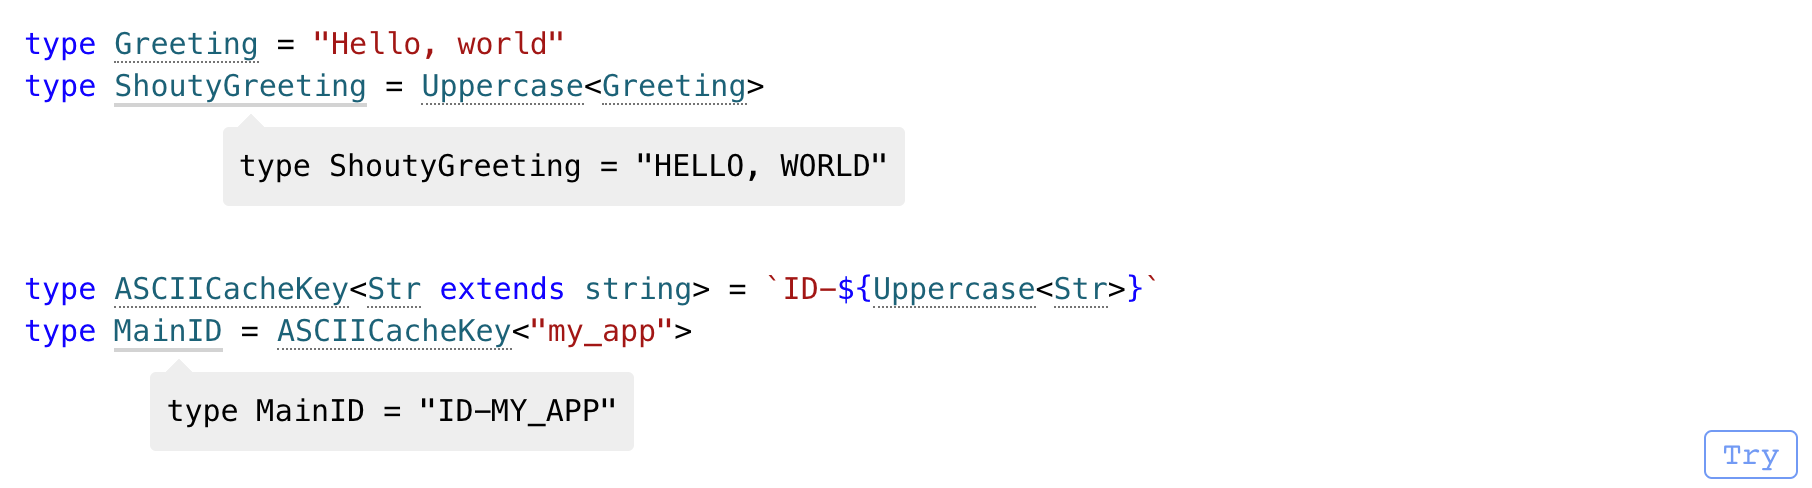 type Greeting = "Hello, world"
type ShoutyGreeting = Uppercase<Greeting>
type ShoutyGreeting = "HELLO, WORLD"
type ASCIICacheKey<Str extends string> = `ID-${Uppercase<Str>}`
type MainID = ASCIICacheKey<"my_app">
type MainID = "ID-MY_APP"
Try